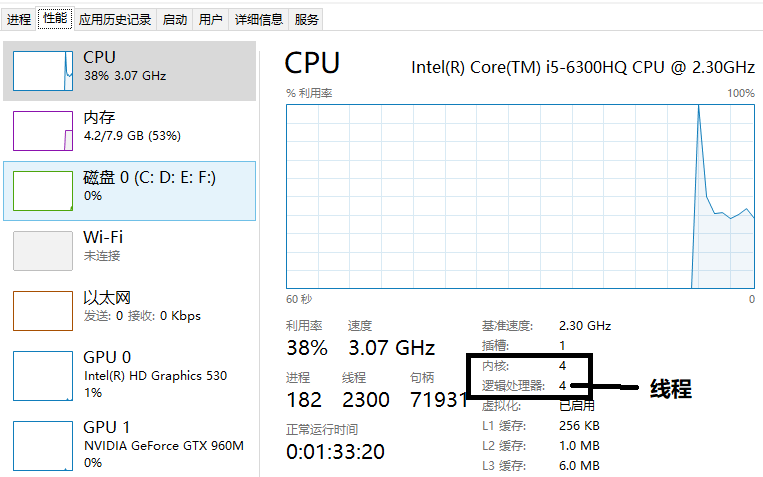 进程 性能 应用历史记录 启动 用户 详细信息 服务
CPU
38% 3.07 GHz
内存
4.2/7.9 GB (53%)
磁盘 0 (C: D: E: F:)
0%
Wi-Fi
未连接
以太网
发送: 0 接收: 0 Kbps
GPU 0
Intel(R) HD Graphics 530
1%
GPU 1
NVIDIA GeForce GTX 960M
0%
CPU
Intel(R) Core(TM) i5-6300HQ CPU @ 2.30GHz
% 利用率 100%
60 秒 0
利用率 速度
38% 3.07 GHz
进程 线程 句柄
182 2300 71931
正常运行时间
0:01:33:20
基准速度: 2.30 GHz
插槽: 1
内核: 4
逻辑处理器: 4
线程
虚拟化: 已启用
L1 缓存: 256 KB
L2 缓存: 1.0 MB
L3 缓存: 6.0 MB